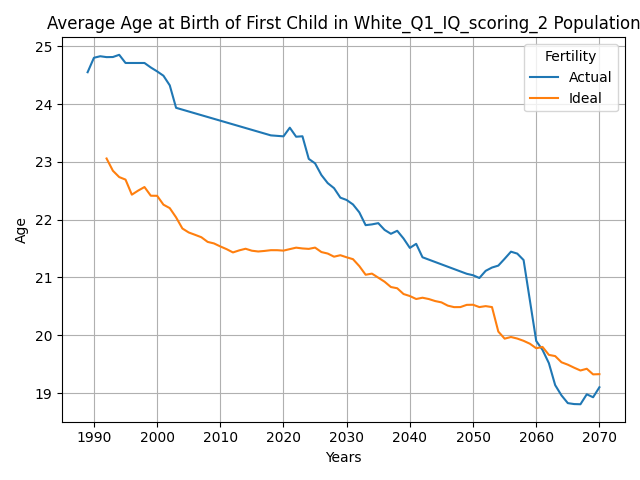 Average Age at Birth of First Child in White_Q1_IQ_scoring_2 Population
Fertility
Actual
Ideal
Age
25
24
23
22
21
20
19
1990 2000 2010 2020 2030 2040 2050 2060 2070
Years